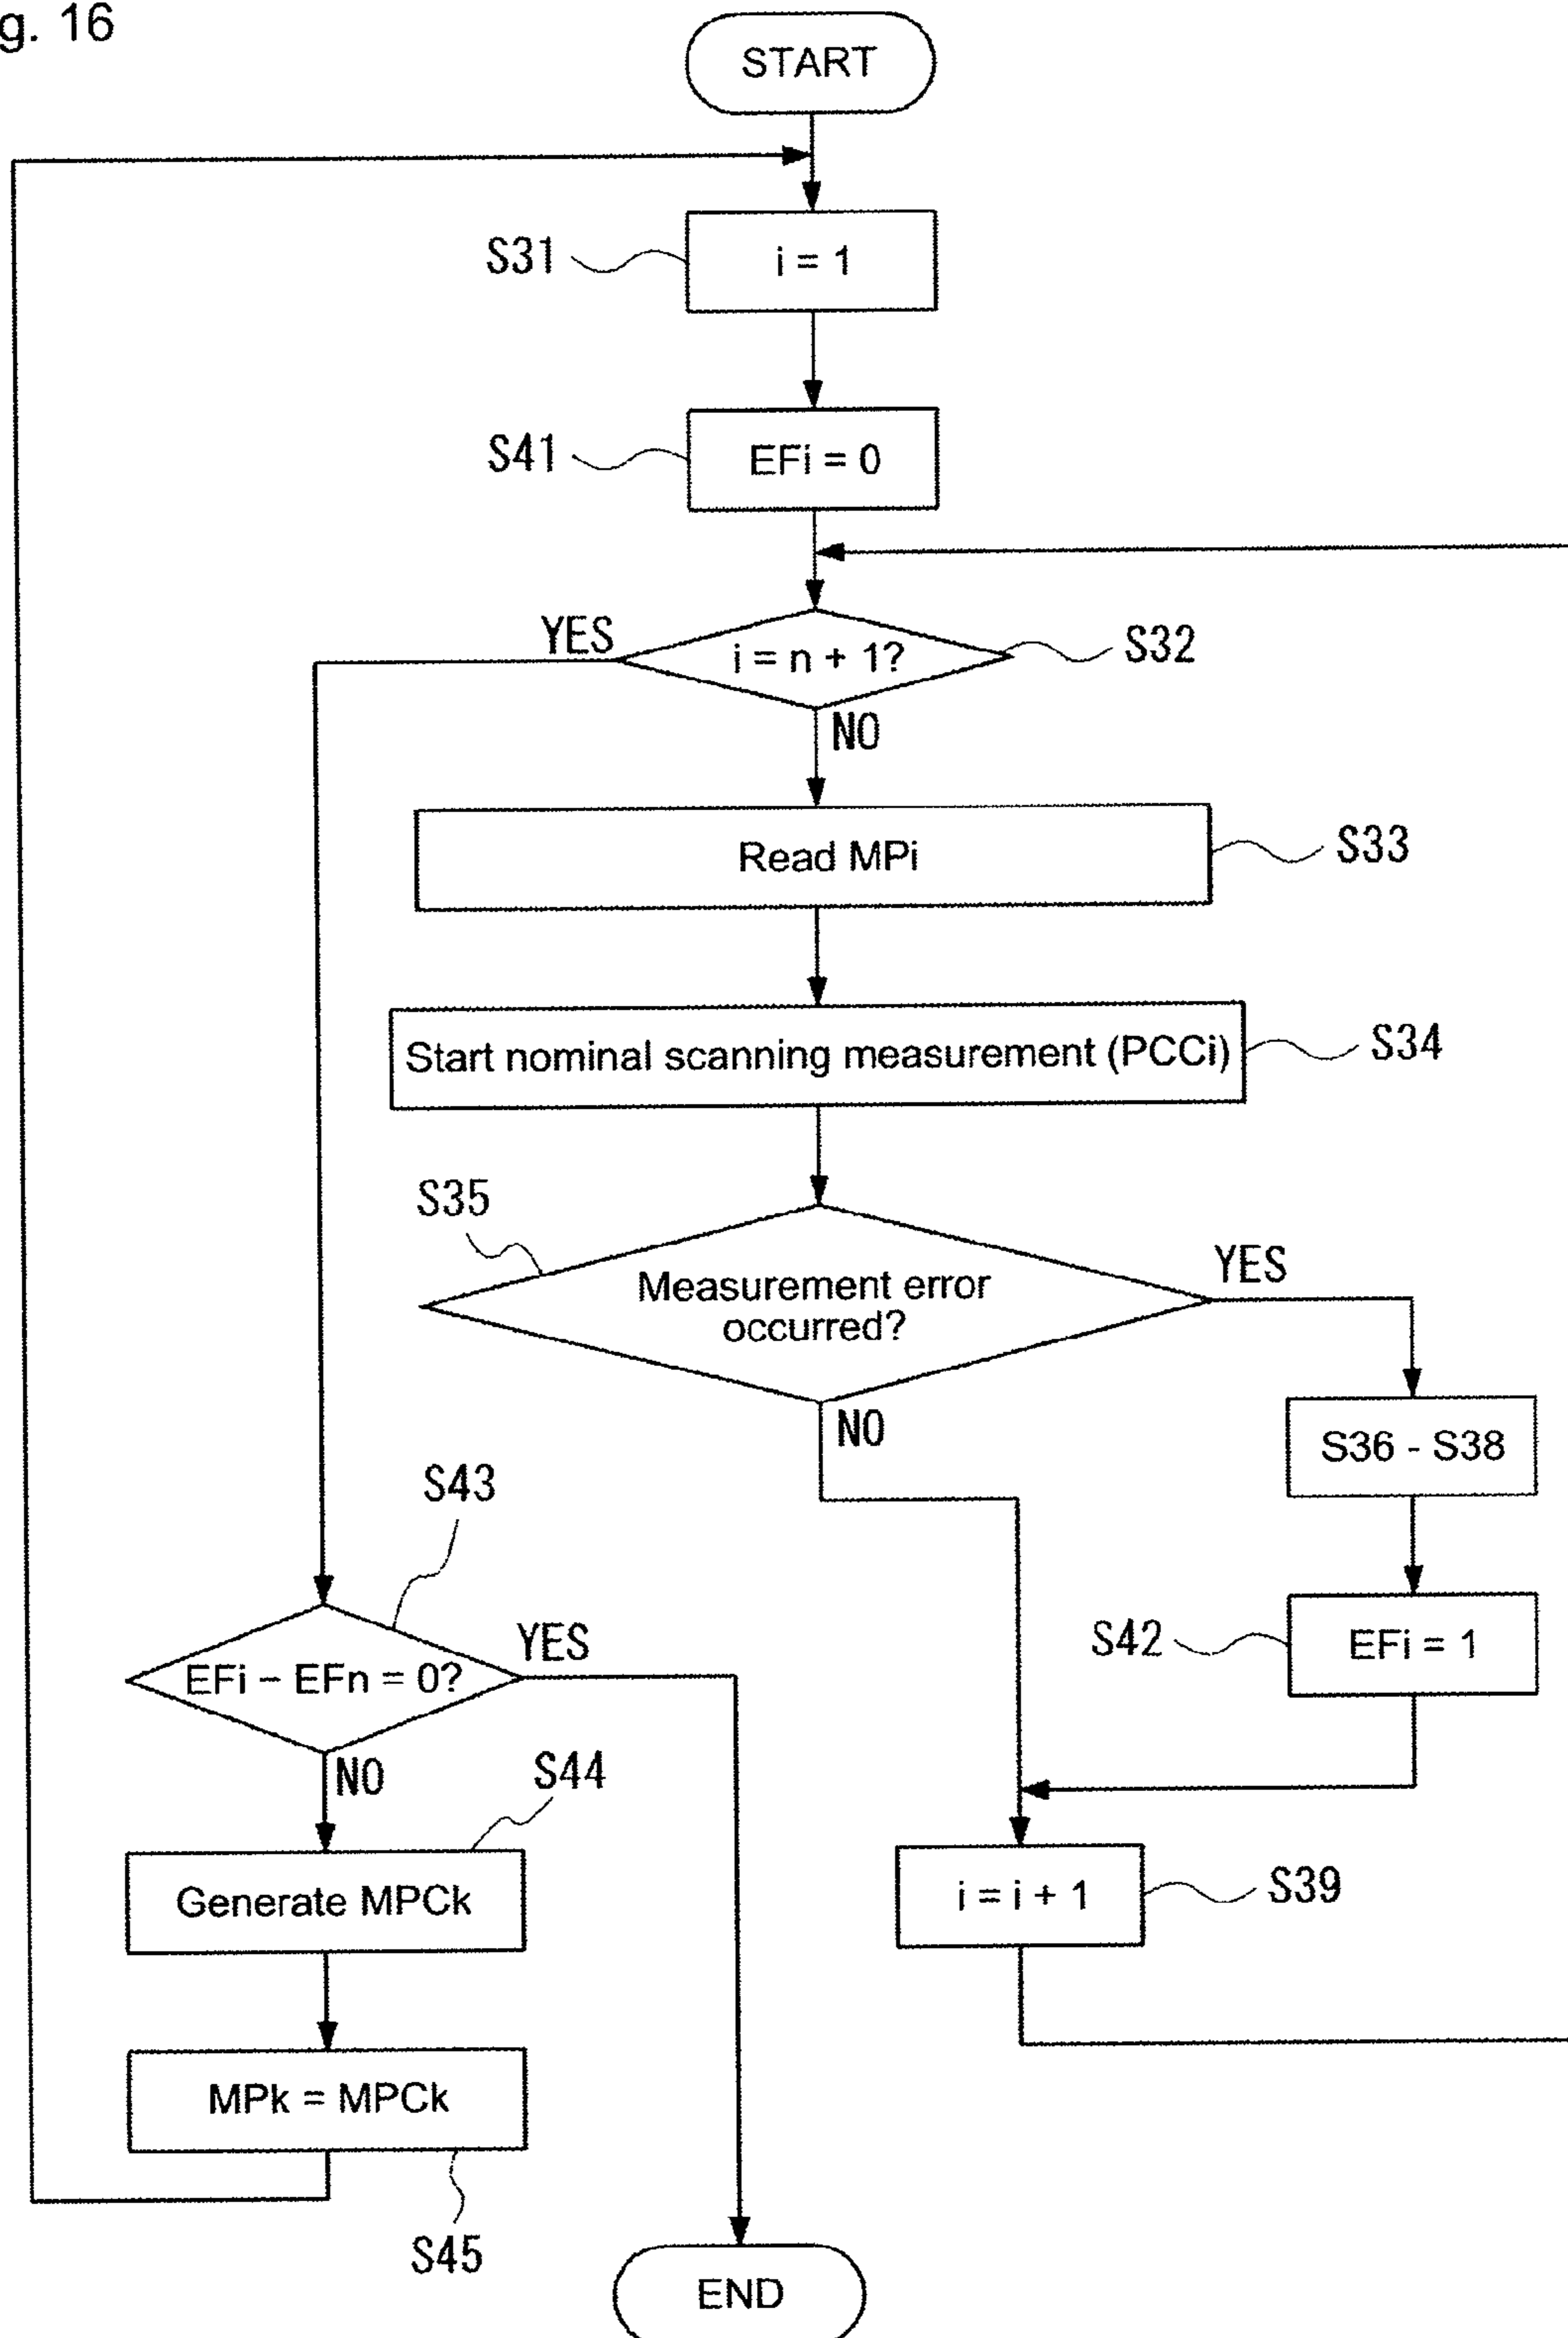 g. 16
START
S31
i = 1
S41
EFi = 0
YES
i = n + 1?
S32
NO
Read MPi
S33
Start nominal scanning measurement (PCCi)
S34
S35
Measurement error
occurred?
YES
NO
S36 - S38
S43
S42
EFi = 1
EFi – EFn = 0?
YES
NO
S44
Generate MPCk
i = i + 1
S39
MPk = MPCk
S45
END